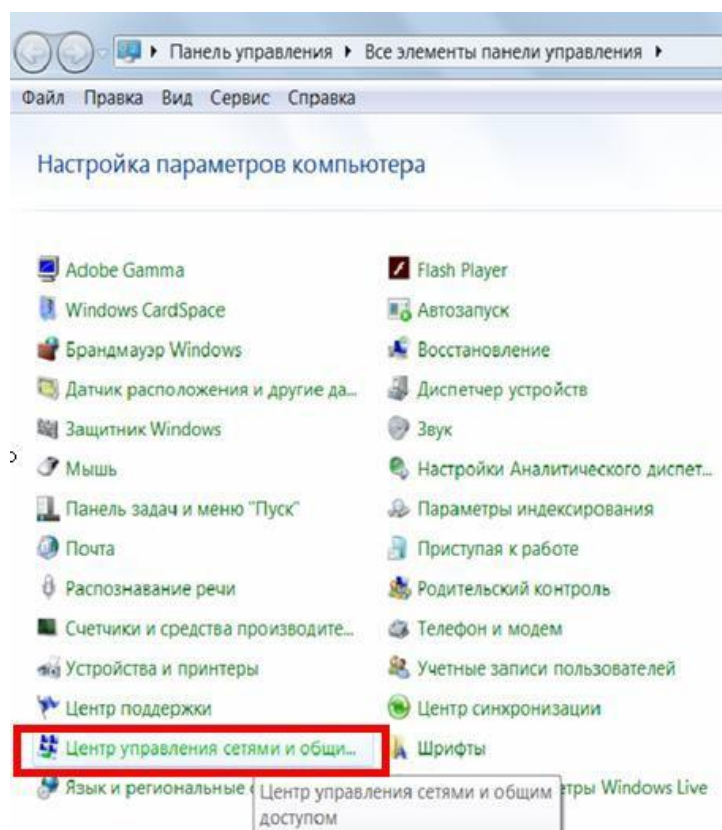 Панель управления Все элементы панели управления
Файл Правка Вид Сервис Справка
Настройка параметров компьютера
Adobe Gamma
Flash Player
Windows CardSpace
Автозапуск
Брандмауэр Windows
Восстановление
Датчик расположения и другие да...
Диспетчер устройств
Защитник Windows
Звук
Мышь
Настройки Аналитического диспет...
Панель задач и меню "Пуск"
Параметры индексирования
Почта
Приступая к работе
Распознавание речи
Родительский контроль
Счетчики и средства производите...
Телефон и модем
Устройства и принтеры
Учетные записи пользователей
Центр поддержки
Центр синхронизации
Центр управления сетями и общи...
Шрифты
Язык и региональные
Windows Live
Центр управления сетями и общим
доступом